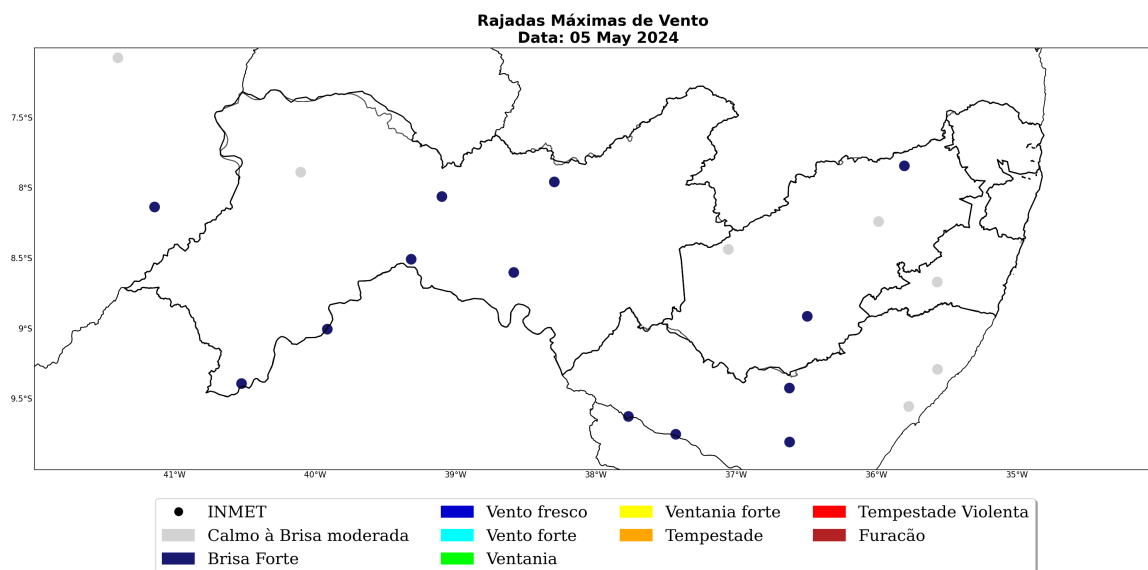 Rajadas Máximas de Vento
Data: 05 May 2024
7.5°S
8°S
8.5°S
9°S
9.5°S
41°W
40°W
39°W
38°W
37°W
36°W
35°W
INMET
Calmo à Brisa moderada
Brisa Forte
Vento fresco
Vento forte
Ventania
Ventania forte
Tempestade
Tempestade Violenta
Furacão